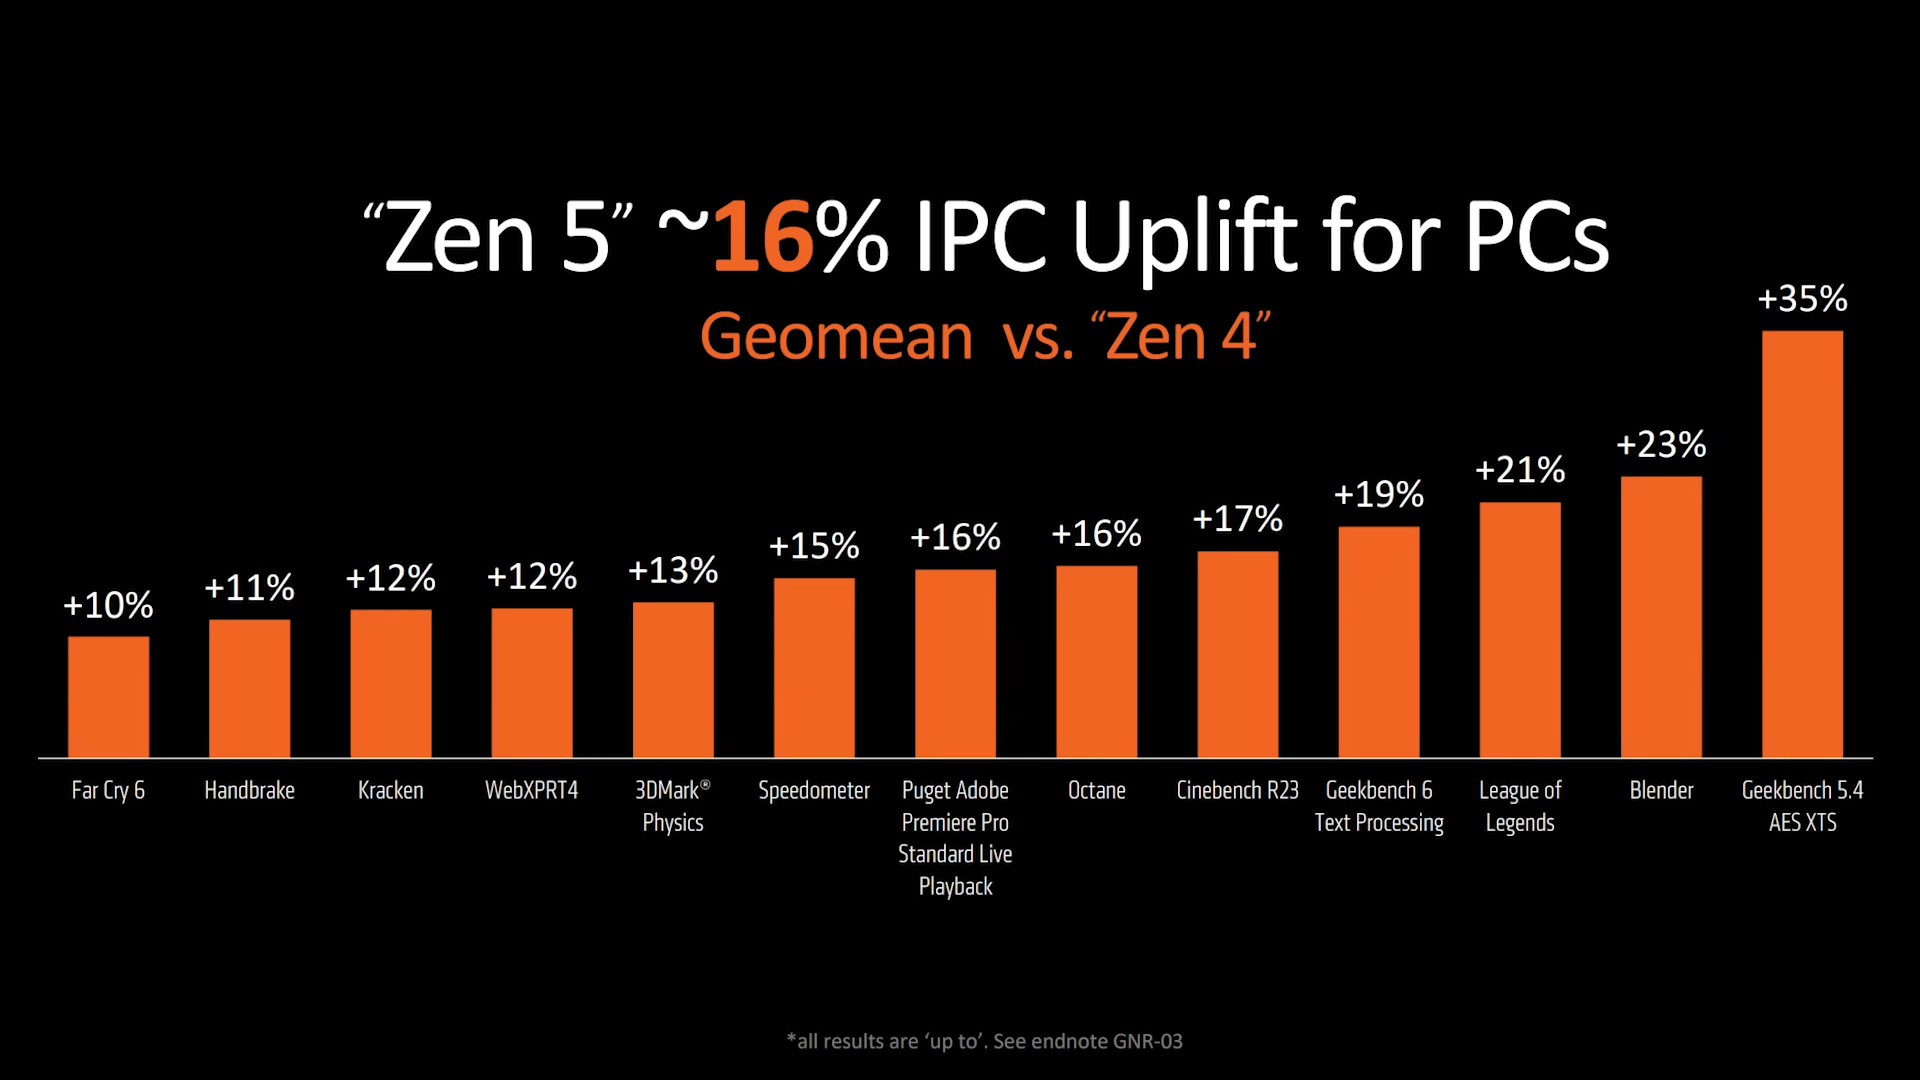 “Zen 5” ~16% IPC Uplift for PCs
Geomean vs. “Zen 4”
+10%
+11%
+12%
+12%
+13%
+15%
+16%
+16%
+17%
+19%
+21%
+23%
+35%
Far Cry 6
Handbrake
Kracken
WebXPRT4
3DMark®
Physics
Speedometer
Puget Adobe
Premiere Pro
Standard Live
Playback
Octane
Cinebench R23
Geekbench 6
Text Processing
League of
Legends
Blender
Geekbench 5.4
AES XTS
*all results are ‘up to’. See endnote GNR-03